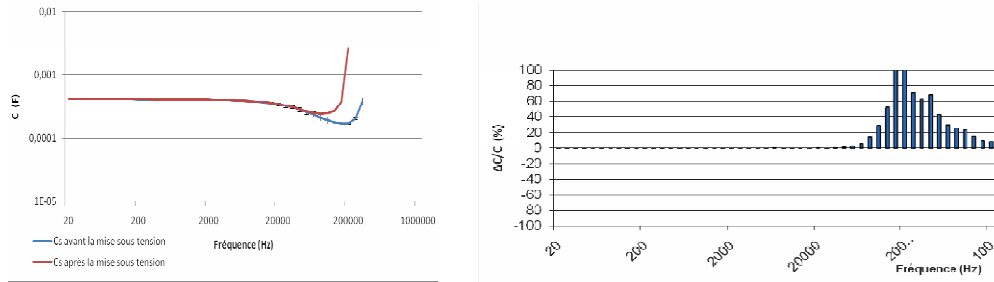 0,01
0,001
0,0001
1E-05
C (F)
20 200 2000 20000 200000 1000000
Fréquence (Hz)
Cs avant la mise sous tension
Cs après la mise sous tension
100
80
60
40
20
0
-20
-40
-60
-80
-100
ΔC/C (%)
20 200 2000 20000 200.. 100
Fréquence (Hz)